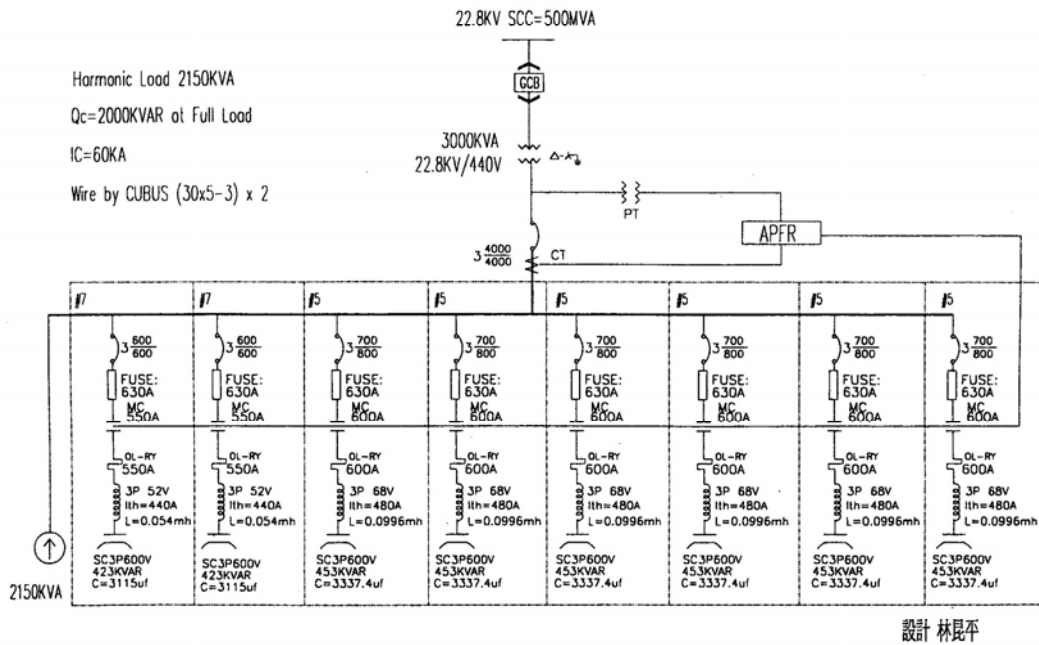 22.8KV SCC=500MVA
Harmonic Load 2150KVA
Qc=2000KVAR at Full Load
IC=60KA
Wire by CUBUS (30x5-3) x 2
GCB
3000KVA
22.8KV/440V
PT
APFR
3 4000/4000
CT
#7
#7
#5
#5
#5
#5
#5
#5
3 600/600
FUSE:
630A
MC
550A
OL-RY
550A
3P 52V
Ith=440A
L=0.054mh
SC3P600V
423KVAR
C=3115uf
3 600/600
FUSE:
630A
MC
550A
OL-RY
550A
3P 52V
Ith=440A
L=0.054mh
SC3P600V
423KVAR
C=3115uf
3 700/800
FUSE:
630A
MC
600A
OL-RY
600A
3P 68V
Ith=480A
L=0.0996mh
SC3P600V
453KVAR
C=3337.4uf
3 700/800
FUSE:
630A
MC
600A
OL-RY
600A
3P 68V
Ith=480A
L=0.0996mh
SC3P600V
453KVAR
C=3337.4uf
3 700/800
FUSE:
630A
MC
600A
OL-RY
600A
3P 68V
Ith=480A
L=0.0996mh
SC3P600V
453KVAR
C=3337.4uf
3 700/800
FUSE:
630A
MC
600A
OL-RY
600A
3P 68V
Ith=480A
L=0.0996mh
SC3P600V
453KVAR
C=3337.4uf
3 700/800
FUSE:
630A
MC
600A
OL-RY
600A
3P 68V
Ith=480A
L=0.0996mh
SC3P600V
453KVAR
C=3337.4uf
3 700/800
FUSE:
630A
MC
600A
OL-RY
600A
3P 68V
Ith=480A
L=0.0996mh
SC3P600V
453KVAR
C=3337.4uf
2150KVA
設計 林昆平